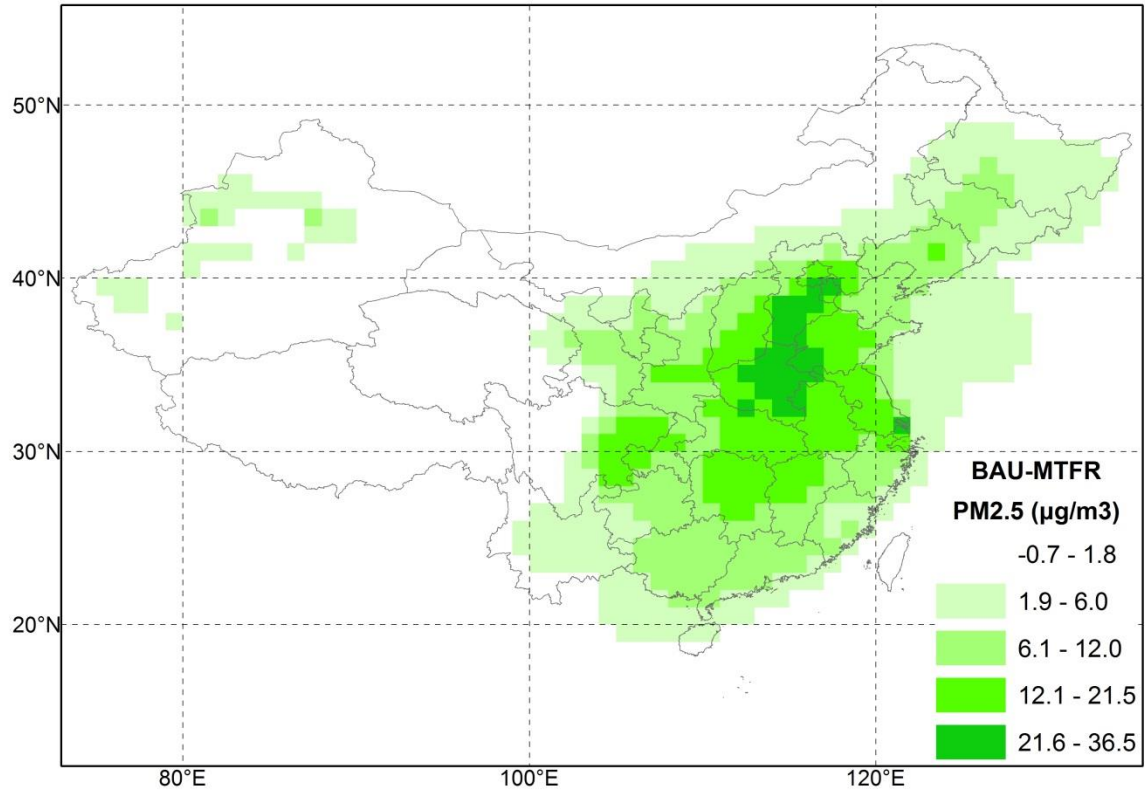 50°N
40°N
30°N
20°N
BAU-MTFR
PM2.5 (µg/m3)
-0.7 - 1.8
1.9 - 6.0
6.1 - 12.0
12.1 - 21.5
21.6 - 36.5
80°E 100°E 120°E